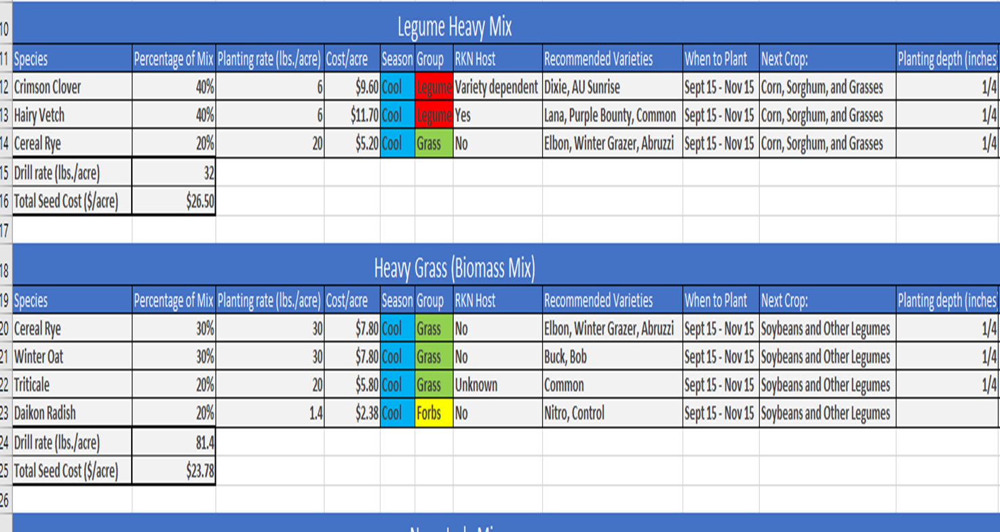 10 Legume Heavy Mix
11 Species Percentage of Mix Planting rate (lbs./acre) Cost/acre Season Group RKN Host Recommended Varieties When to Plant Next Crop: Planting depth (inches)
12 Crimson Clover 40% 6 $9.60 Cool Legume Variety dependent Dixie, AU Sunrise Sept 15 - Nov 15 Corn, Sorghum, and Grasses 1/4
13 Hairy Vetch 40% 6 $11.70 Cool Legume Yes Lana, Purple Bounty, Common Sept 15 - Nov 15 Corn, Sorghum, and Grasses 1/4
14 Cereal Rye 20% 20 $5.20 Cool Grass No Elbon, Winter Grazer, Abruzzi Sept 15 - Nov 15 Corn, Sorghum, and Grasses 1/4
15 Drill rate (lbs./acre) 32
16 Total Seed Cost ($/acre) $26.50
17
18 Heavy Grass (Biomass Mix)
19 Species Percentage of Mix Planting rate (lbs./acre) Cost/acre Season Group RKN Host Recommended Varieties When to Plant Next Crop: Planting depth (inches)
20 Cereal Rye 30% 30 $7.80 Cool Grass No Elbon, Winter Grazer, Abruzzi Sept 15 - Nov 15 Soybeans and Other Legumes 1/4
21 Winter Oat 30% 30 $7.80 Cool Grass No Buck, Bob Sept 15 - Nov 15 Soybeans and Other Legumes 1/4
22 Triticale 20% 20 $5.80 Cool Grass Unknown Common Sept 15 - Nov 15 Soybeans and Other Legumes 1/4
23 Daikon Radish 20% 1.4 $2.38 Cool Forbs No Nitro, Control Sept 15 - Nov 15 Soybeans and Other Legumes
24 Drill rate (lbs./acre) 81.4
25 Total Seed Cost ($/acre) $23.78
26